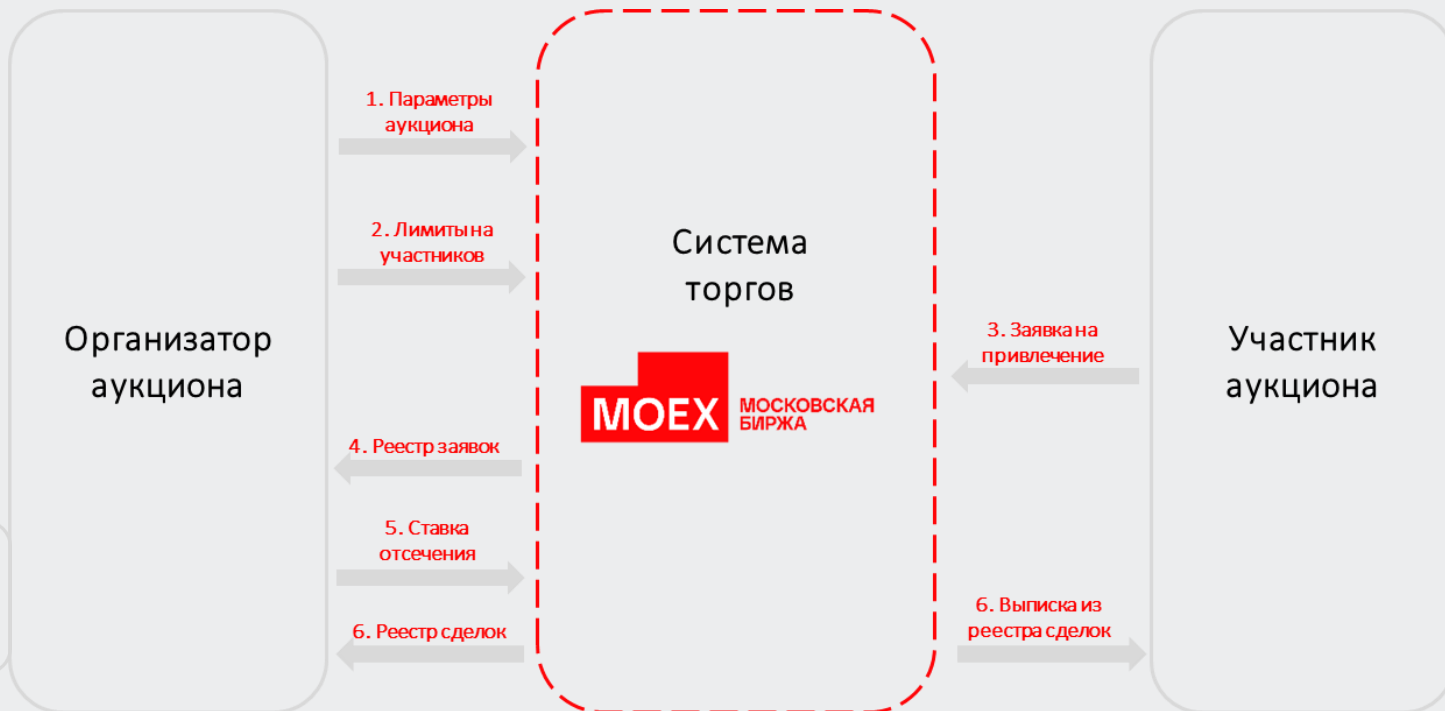 1. Параметры
аукциона
2. Лимиты на
участников
Система
торгов
Организатор
аукциона
3. Заявка на
привлечение
Участник
аукциона
MOEX
МОСКОВСКАЯ
БИРЖА
4. Реестр заявок
5. Ставка
отсечения
6. Реестр сделок
6. Выписка из
реестра сделок